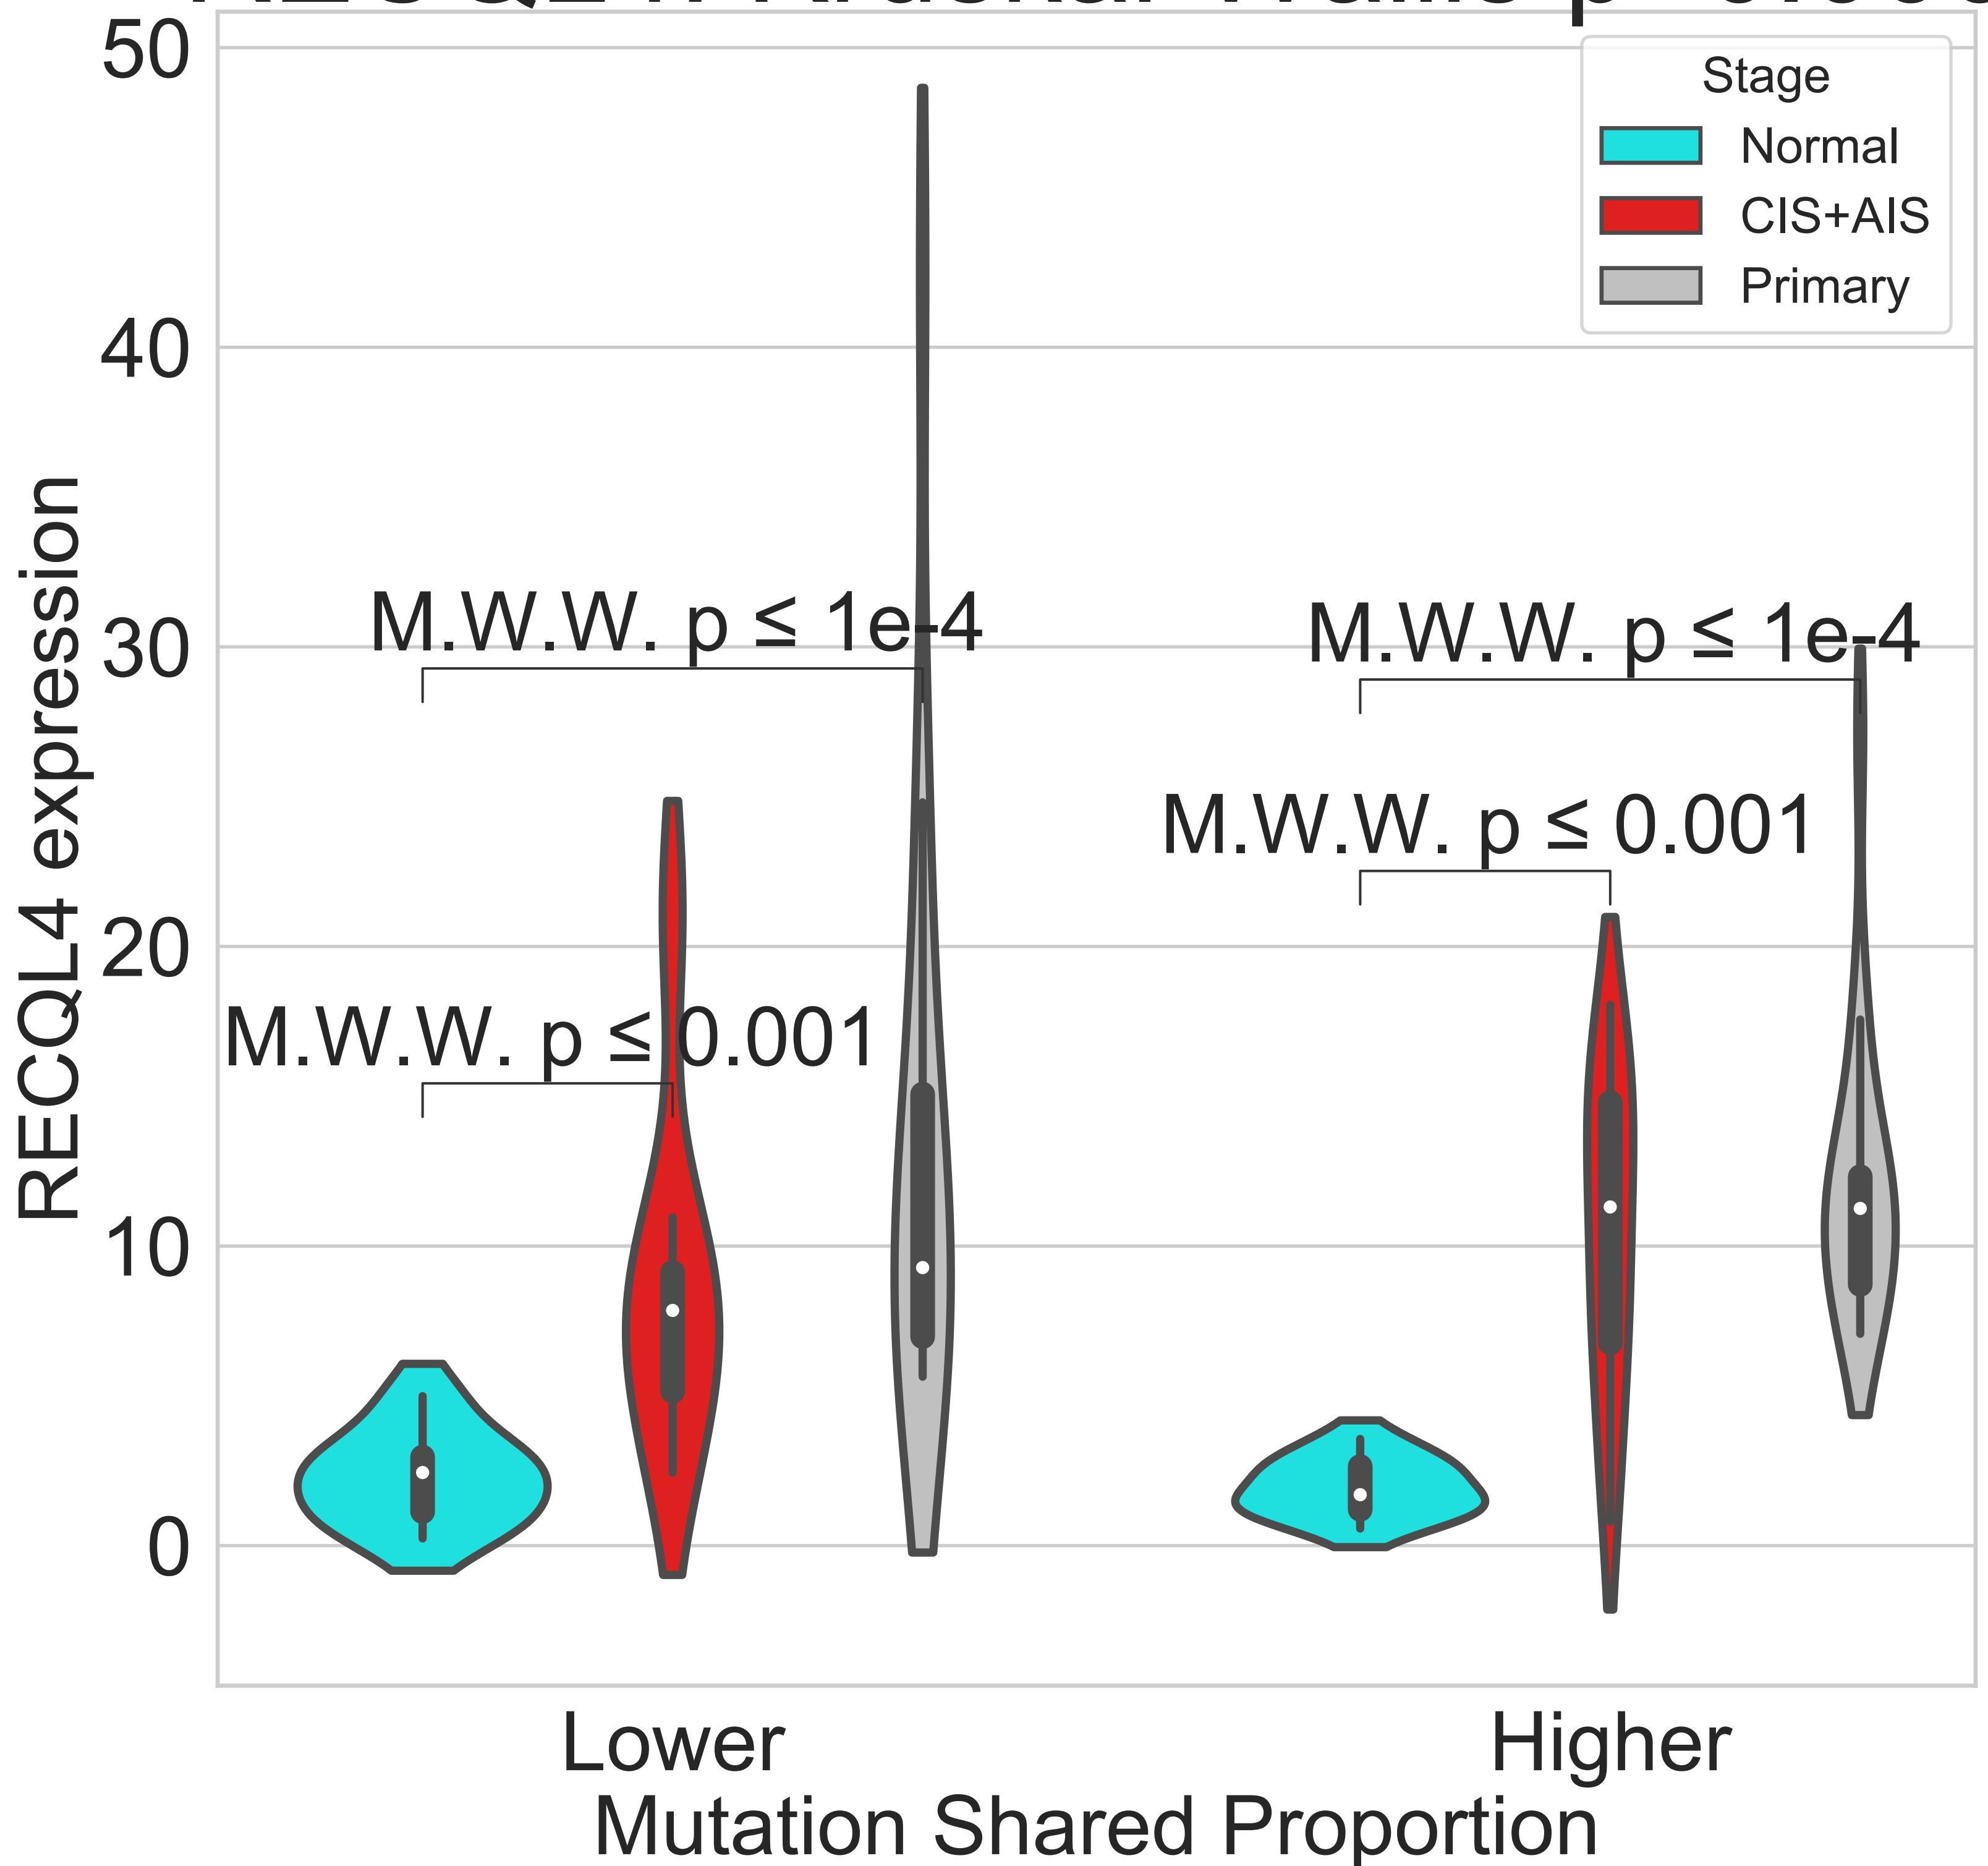 50
40
30
20
10
0
RECQL4 expression
Stage
Normal
CIS+AIS
Primary
M.W.W. p ≤ 1e-4
M.W.W. p ≤ 1e-4
M.W.W. p ≤ 0.001
M.W.W. p ≤ 0.001
Lower
Higher
Mutation Shared Proportion